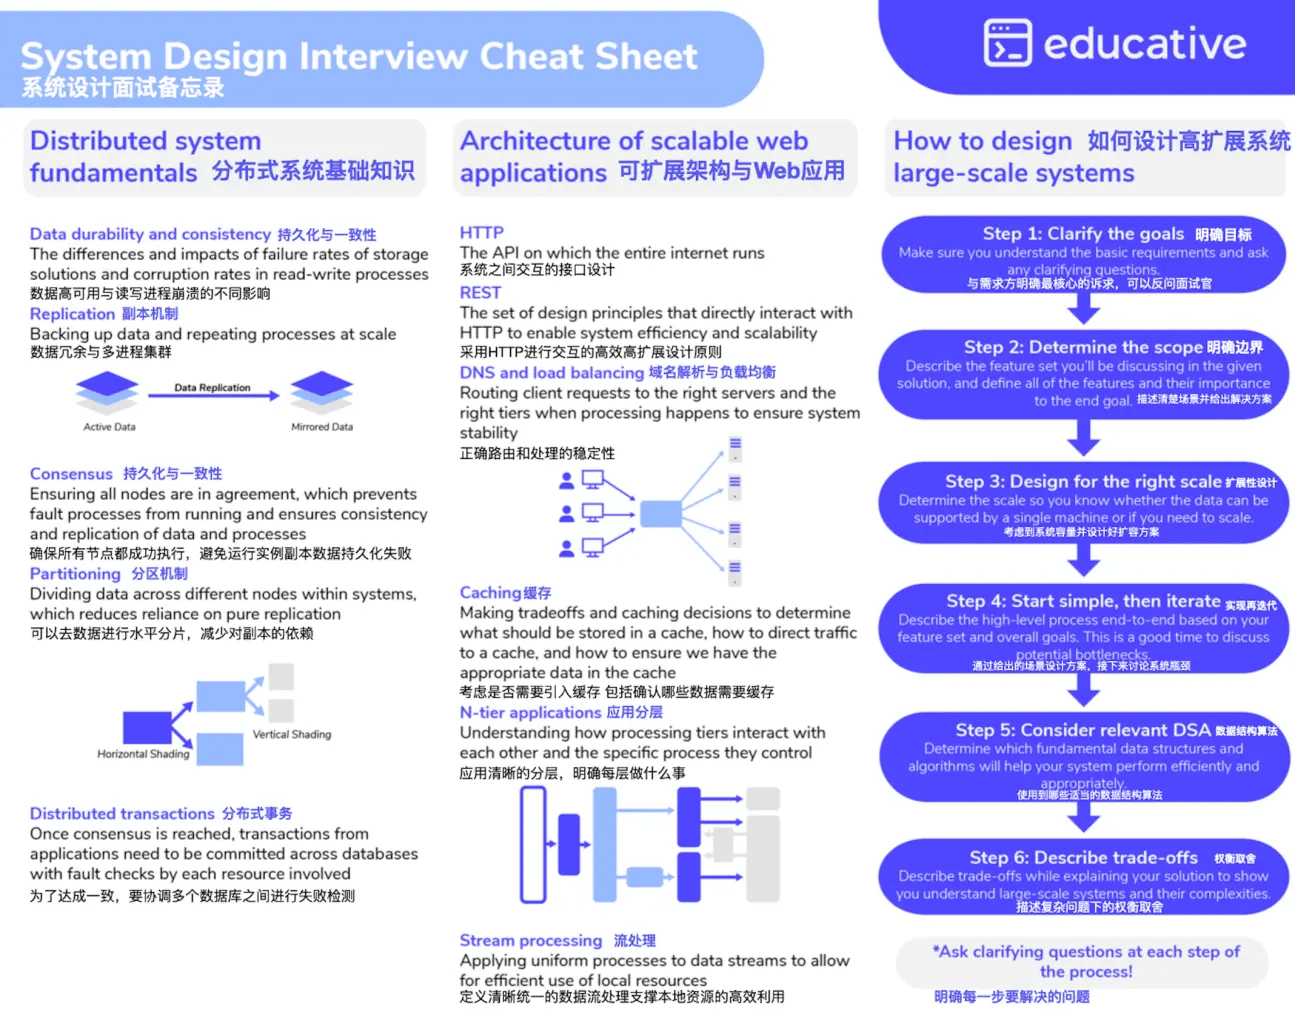 System Design Interview Cheat Sheet
系统设计面试备忘录
educative
Distributed system
fundamentals 分布式系统基础知识
Data durability and consistency 持久化与一致性
The differences and impacts of failure rates of storage
solutions and corruption rates in read-write processes
数据高可用与读写进程崩溃的不同影响
Replication 副本机制
Backing up data and repeating processes at scale
数据冗余与多进程集群
Data Replication
Active Data
Mirrored Data
Consensus 持久化与一致性
Ensuring all nodes are in agreement, which prevents
fault processes from running and ensures consistency
and replication of data and processes
确保所有节点都成功执行，避免运行实例副本数据持久化失败
Partitioning 分区机制
Dividing data across different nodes within systems,
which reduces reliance on pure replication
可以去数据进行水平分片，减少对副本的依赖
Vertical Shading
Horizontal Shading
Distributed transactions 分布式事务
Once consensus is reached, transactions from
applications need to be committed across databases
with fault checks by each resource involved
为了达成一致，要协调多个数据库之间进行失败检测
Architecture of scalable web
applications 可扩展架构与Web应用
HTTP
The API on which the entire internet runs
系统之间交互的接口设计
REST
The set of design principles that directly interact with
HTTP to enable system efficiency and scalability
采用HTTP进行交互的高效高扩展设计原则
DNS and load balancing 域名解析与负载均衡
Routing client requests to the right servers and the
right tiers when processing happens to ensure system
stability
正确路由和处理的稳定性
Caching缓存
Making tradeoffs and caching decisions to determine
what should be stored in a cache, how to direct traffic
to a cache, and how to ensure we have the
appropriate data in the cache
考虑是否需要引入缓存 包括确认哪些数据需要缓存
N-tier applications 应用分层
Understanding how processing tiers interact with
each other and the specific process they control
应用清晰的分层，明确每层做什么事
Stream processing 流处理
Applying uniform processes to data streams to allow
for efficient use of local resources
定义清晰统一的数据流处理支撑本地资源的高效利用
How to design 如何设计高扩展系统
large-scale systems
Step 1: Clarify the goals 明确目标
Make sure you understand the basic requirements and ask
any clarifying questions.
与需求方明确最核心的诉求，可以反问面试官
Step 2: Determine the scope 明确边界
Describe the feature set you'll be discussing in the given
solution, and define all of the features and their importance
to the end goal. 描述清楚场景并给出解决方案
Step 3: Design for the right scale 扩展性设计
Determine the scale so you know whether the data can be
supported by a single machine or if you need to scale.
考虑到系统容量并设计好扩容方案
Step 4: Start simple, then iterate 实现再迭代
Describe the high-level process end-to-end based on your
feature set and overall goals. This is a good time to discuss
potential bottlenecks.
通过给出的场景设计方案，接下来讨论系统瓶颈
Step 5: Consider relevant DSA 数据结构算法
Determine which fundamental data structures and
algorithms will help your system perform efficiently and
appropriately.
使用到哪些适当的数据结构算法
Step 6: Describe trade-offs 权衡取舍
Describe trade-offs while explaining your solution to show
you understand large-scale systems and their complexities.
描述复杂问题下的权衡取舍
*Ask clarifying questions at each step of
the process!
明确每一步要解决的问题